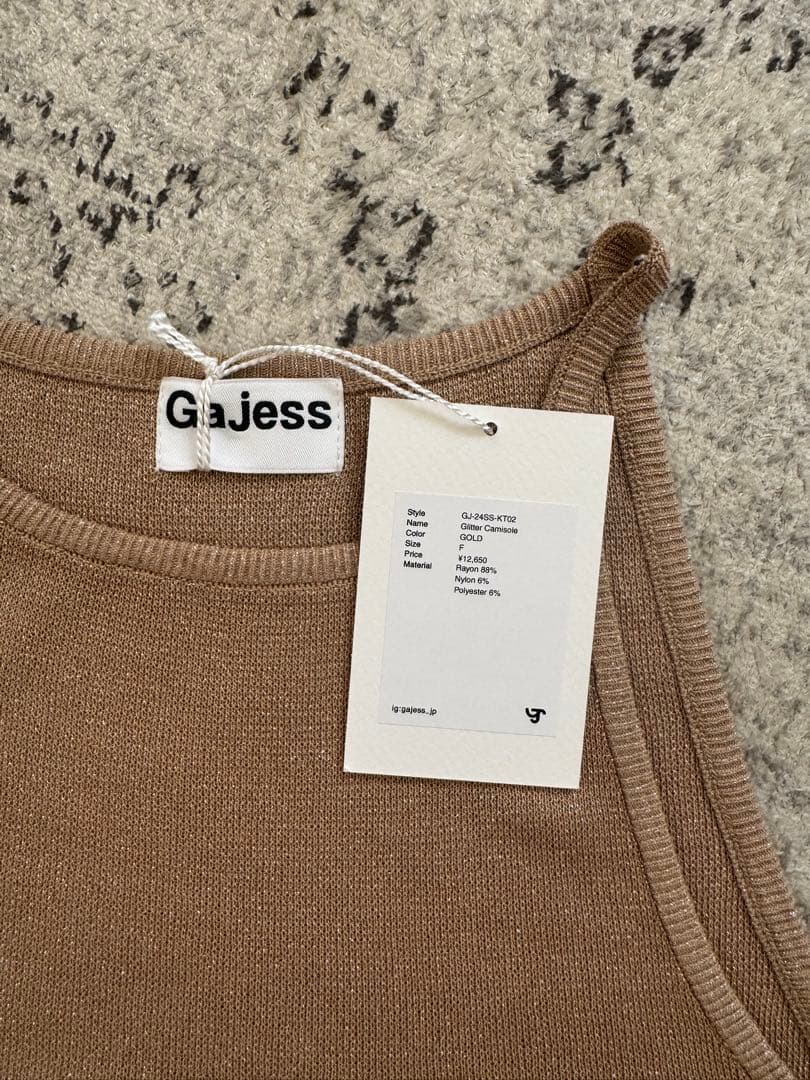 Gajess
Style GJ-24SS-KT02
Name Glitter Camisole
Color GOLD
Size F
Price ¥12,650
Material Rayon 88%
Nylon 6%
Polyester 6%
ig:gajess_jp